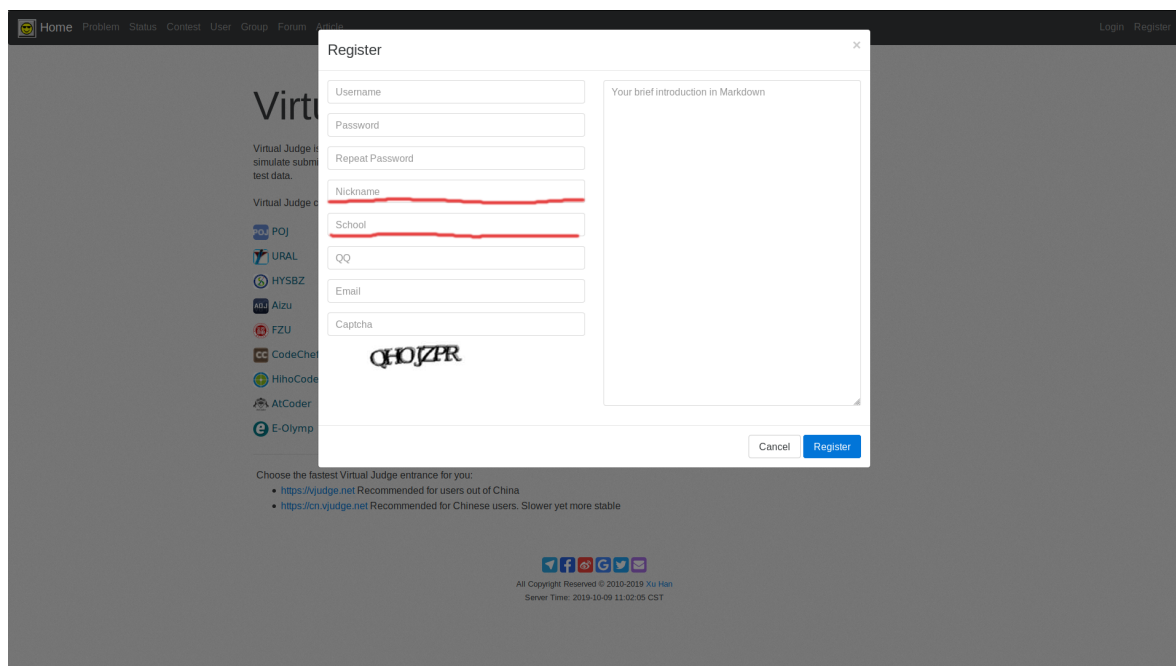 Home Problem Status Contest User Group Forum Article Login Register
Register ×
Username
Password
Repeat Password
Nickname
School
QQ
Email
Captcha
QHOJZPR
Your brief introduction in Markdown
Cancel Register
Virtual Judge
simulate
test data.
Virtual Judge
POJ
URAL
HYSBZ
Aizu
FZU
CodeChef
HihoCode
AtCoder
E-Olymp
Choose the fastest Virtual Judge entrance for you:
https://vjudge.net Recommended for users out of China
https://cn.vjudge.net Recommended for Chinese users. Slower yet more stable
All Copyright Reserved © 2010-2019 Xu Han
Server Time: 2019-10-09 11:02:05 CST